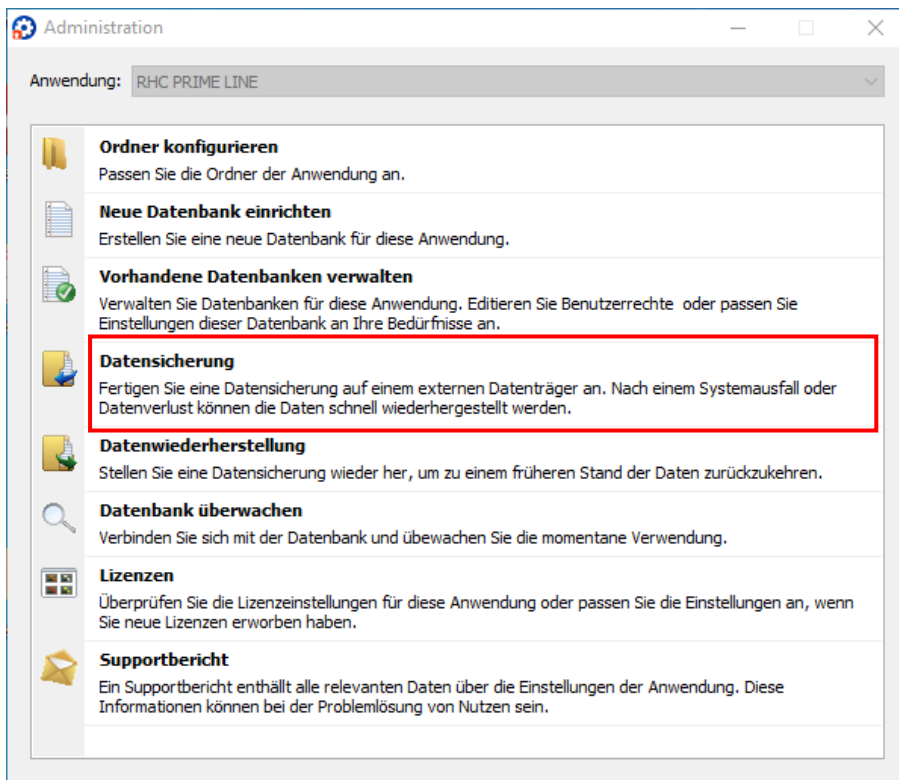 Administration
Anwendung: RHC PRIME LINE
Ordner konfigurieren
Passen Sie die Ordner der Anwendung an.
Neue Datenbank einrichten
Erstellen Sie eine neue Datenbank für diese Anwendung.
Vorhandene Datenbanken verwalten
Verwalten Sie Datenbanken für diese Anwendung. Editieren Sie Benutzerrechte oder passen Sie
Einstellungen dieser Datenbank an Ihre Bedürfnisse an.
Datensicherung
Fertigen Sie eine Datensicherung auf einem externen Datenträger an. Nach einem Systemausfall oder
Datenverlust können die Daten schnell wiederhergestellt werden.
Datenwiederherstellung
Stellen Sie eine Datensicherung wieder her, um zu einem früheren Stand der Daten zurückzukehren.
Datenbank überwachen
Verbinden Sie sich mit der Datenbank und übewachen Sie die momentane Verwendung.
Lizenzen
Überprüfen Sie die Lizenzeinstellungen für diese Anwendung oder passen Sie die Einstellungen an, wenn
Sie neue Lizenzen erworben haben.
Supportbericht
Ein Supportbericht enthällt alle relevanten Daten über die Einstellungen der Anwendung. Diese
Informationen können bei der Problemlösung von Nutzen sein.